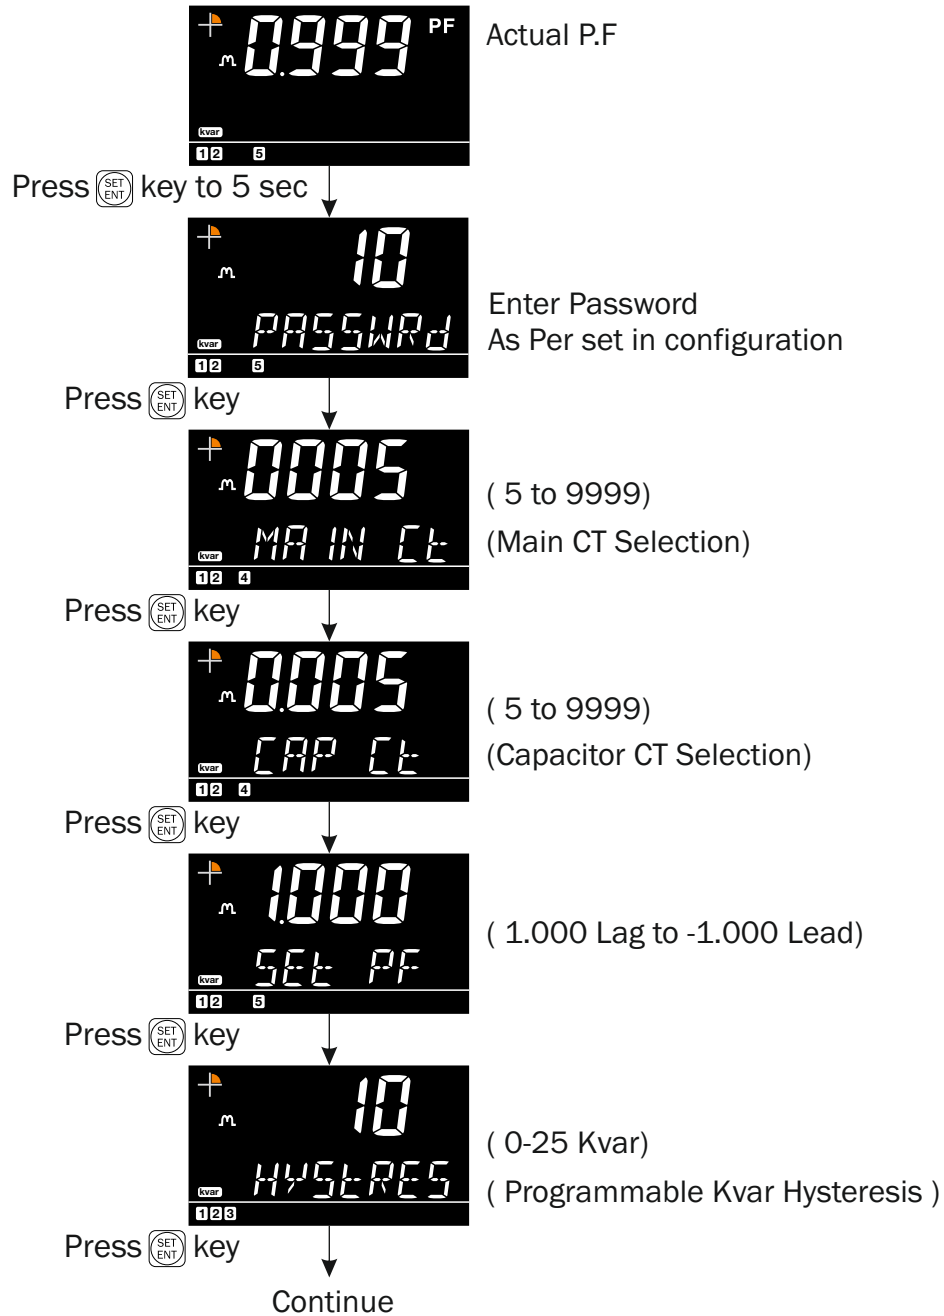 0.999 PF
Actual P.F
kvar
1 2 5
Press SET ENT key to 5 sec
10
PASSWRd
Enter Password
As Per set in configuration
kvar
1 2 5
Press SET ENT key
0005
( 5 to 9999)
MAIN Ct
(Main CT Selection)
kvar
1 2 4
Press SET ENT key
0.005
( 5 to 9999)
CAP Ct
(Capacitor CT Selection)
kvar
1 2 4
Press SET ENT key
1.000
( 1.000 Lag to -1.000 Lead)
SEt PF
kvar
1 2 5
Press SET ENT key
10
( 0-25 Kvar)
HYStRES
( Programmable Kvar Hysteresis )
kvar
1 2 3
Press SET ENT key
Continue